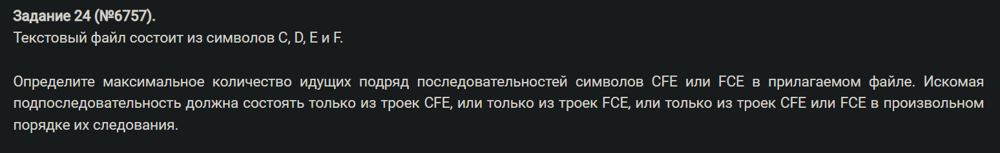 Задание 24 (№6757).
Текстовый файл состоит из символов C, D, E и F.
Определите максимальное количество идущих подряд последовательностей символов CFE или FCE в прилагаемом файле. Искомая
подпоследовательность должна состоять только из троек CFE, или только из троек FCE, или только из троек CFE или FCE в произвольном
порядке их следования.